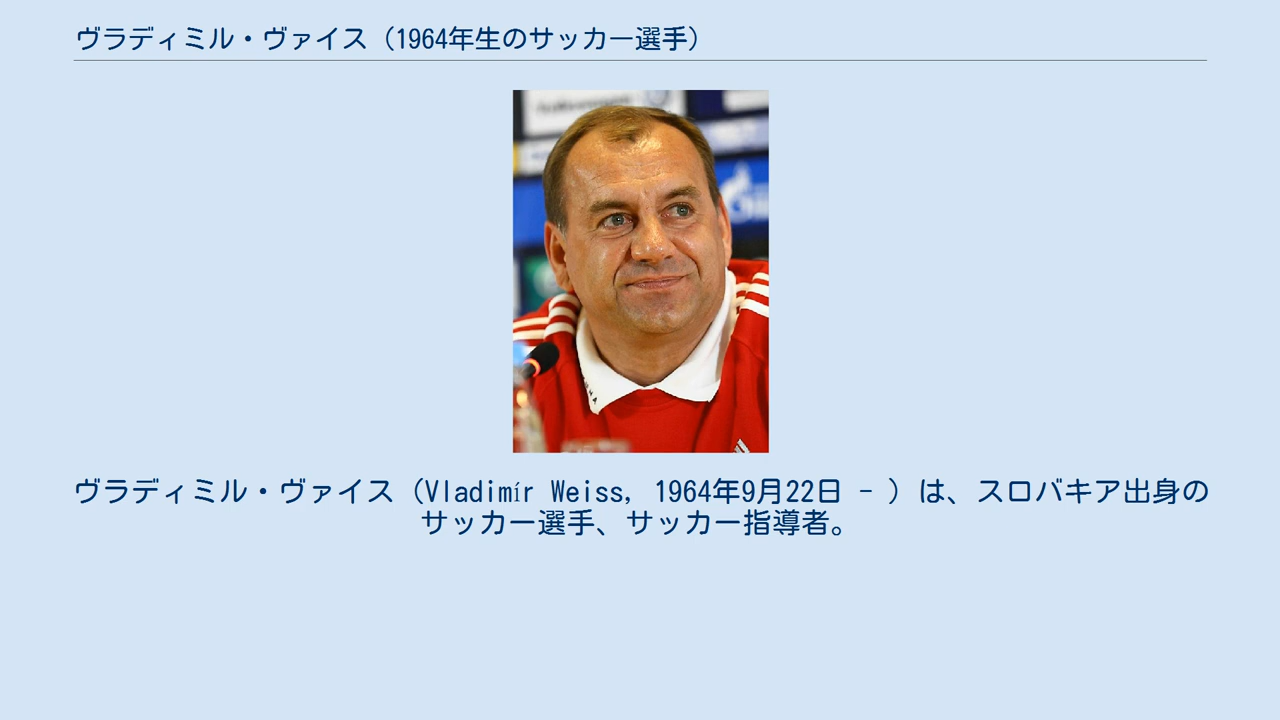 ヴラディミル・ヴァイス（1964年生のサッカー選手）
ヴラディミル・ヴァイス（Vladimír Weiss, 1964年9月22日 - ）は、スロバキア出身の
サッカー選手、サッカー指導者。